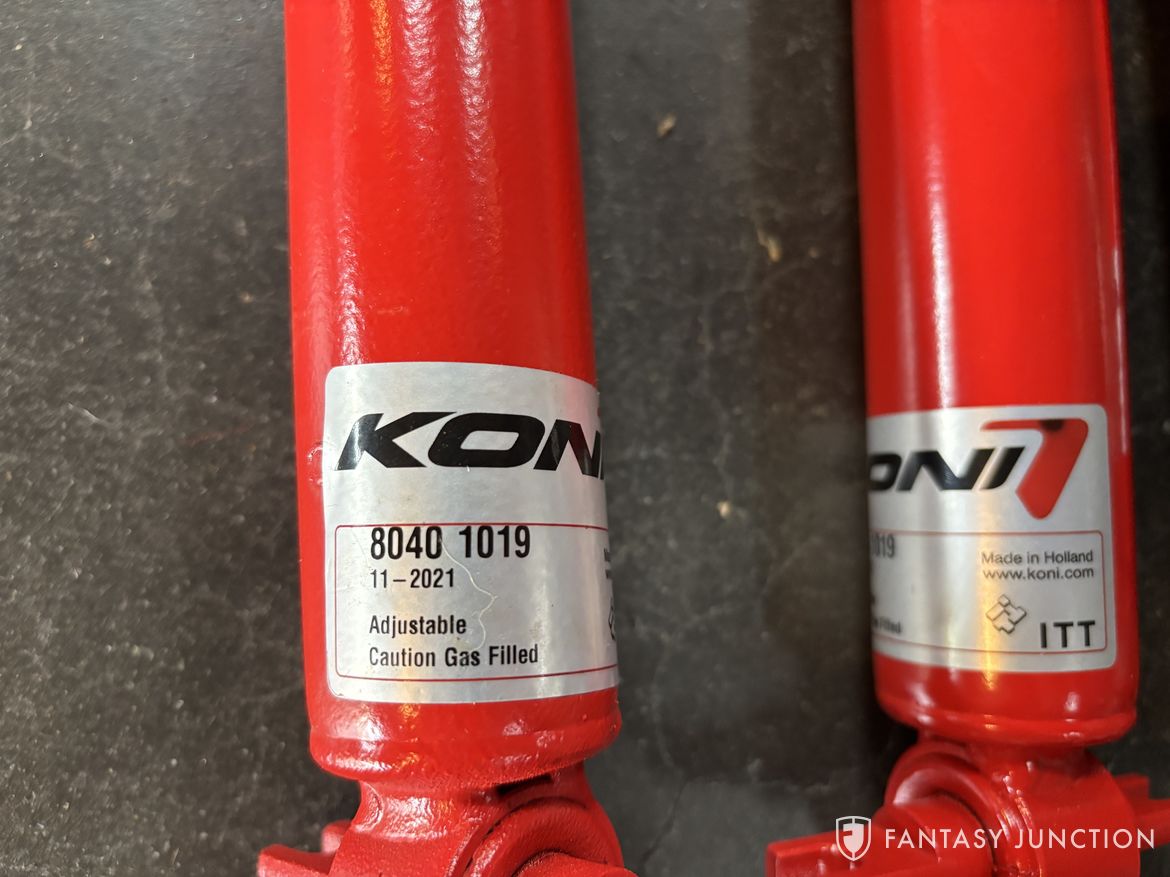 KONI
8040 1019
11–2021
Adjustable
Caution Gas Filled
ONI
1019
Made in Holland
www.koni.com
ITT
FANTASY JUNCTION